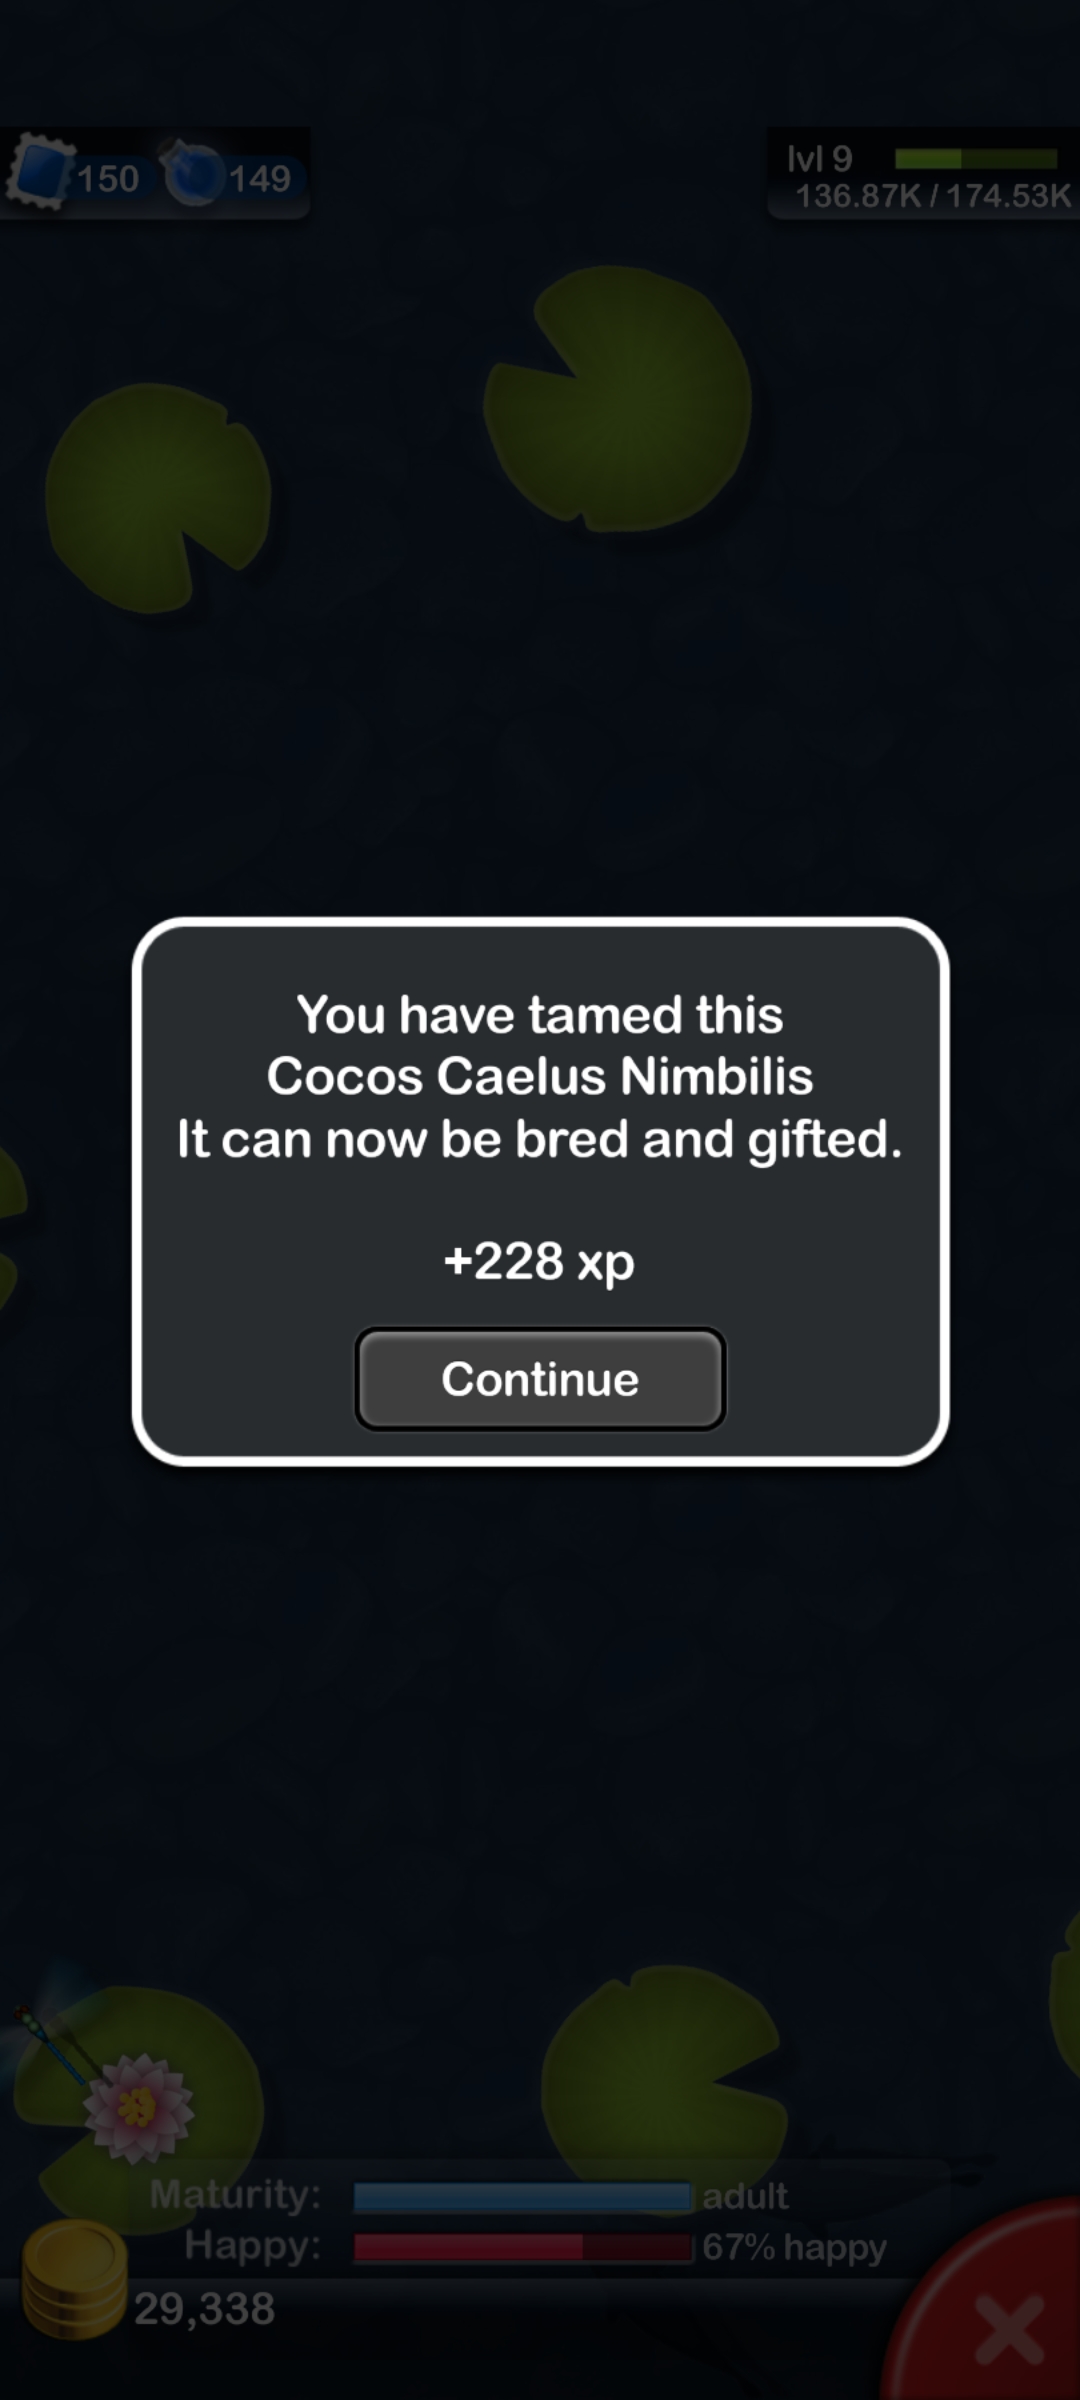 150 149
lvl 9
136.87K / 174.53K
You have tamed this
Cocos Caelus Nimbilis
It can now be bred and gifted.
+228 xp
Continue
Maturity: adult
Happy: 67% happy
29,338